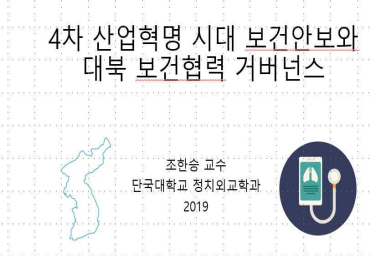 4차 산업혁명 시대 보건안보와
대북 보건협력 거버넌스
조한승 교수
단국대학교 정치외교학과
2019